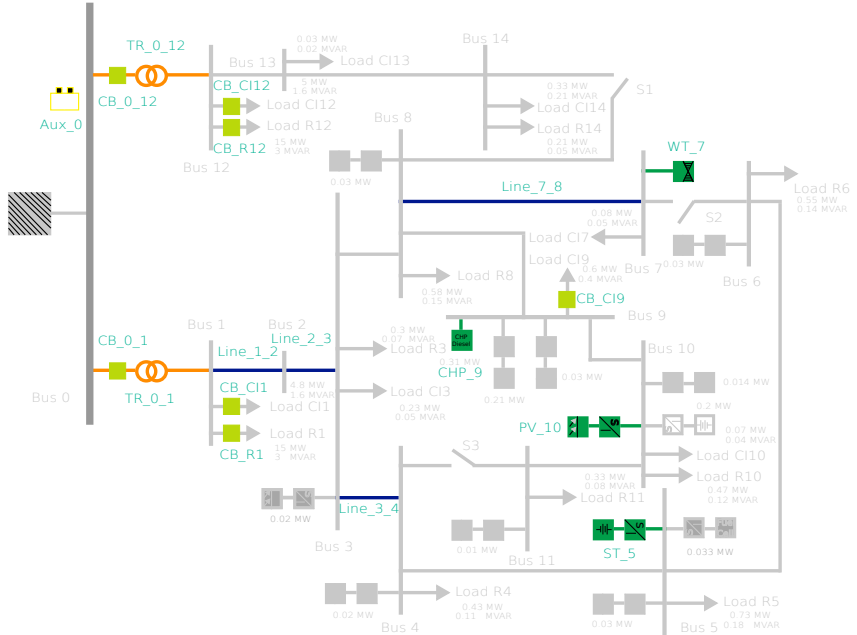 0.03 MW
0.02 MVAR
Bus 14
TR_0_12
Bus 13
Load CI13
CB_CI12
5 MW
1.6 MVAR
0.33 MW
0.21 MVAR
S1
CB_0_12
Load CI12
Load CI14
Aux_0
Load R12
Bus 8
Load R14
CB_R12
15 MW
3 MVAR
0.21 MW
0.05 MVAR
WT_7
Bus 12
0.03 MW
Line_7_8
Load R6
0.55 MW
0.14 MVAR
0.08 MW
0.05 MVAR
S2
Load CI7
Load CI9
0.03 MW
Bus 7
Bus 6
Load R8
0.6 MW
0.4 MVAR
0.58 MW
0.15 MVAR
CB_CI9
Bus 1
Bus 2
0.3 MW
0.07 MVAR
Bus 9
CB_0_1
Line_2_3
Line_1_2
Load R3
CHP
Diesel
Bus 10
0.31 MW
CHP_9
0.03 MW
0.014 MW
CB_CI1
4.8 MW
1.6 MVAR
Load CI3
Bus 0
TR_0_1
Load CI1
0.21 MW
0.2 MW
0.23 MW
0.05 MVAR
PV_10
S
0.07 MW
0.04 MVAR
Load R1
S3
CB_R1
15 MW
3 MVAR
Load CI10
Load R10
0.33 MW
0.08 MVAR
0.47 MW
0.12 MVAR
Load R11
Line_3_4
0.02 MW
S
Bus 3
0.01 MW
Bus 11
ST_5
0.033 MW
Load R4
0.43 MW
0.11 MVAR
0.02 MW
Load R5
0.73 MW
0.18 MVAR
0.03 MW
Bus 4
Bus 5